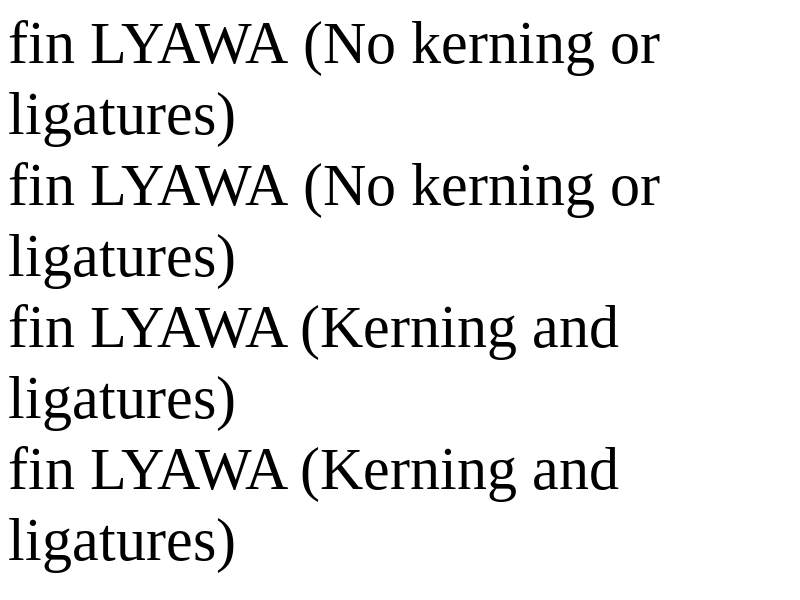 fin LYAWA (No kerning or
ligatures)
fin LYAWA (No kerning or
ligatures)
fin LYAWA (Kerning and
ligatures)
fin LYAWA (Kerning and
ligatures)